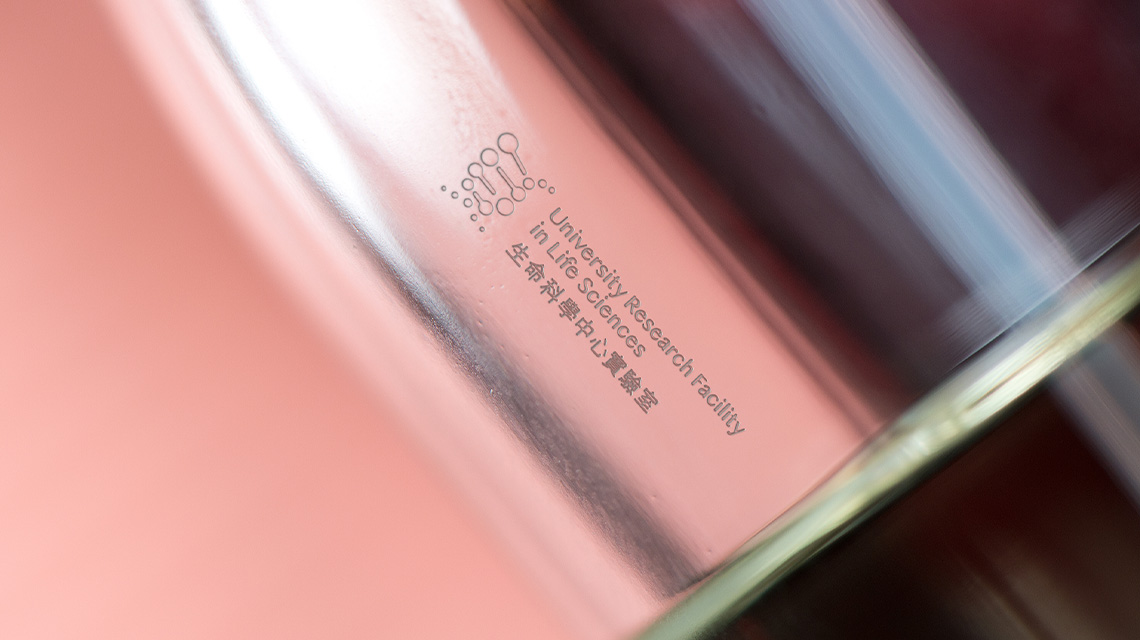 University Research Facility
in Life Sciences
生命科學中心實驗室